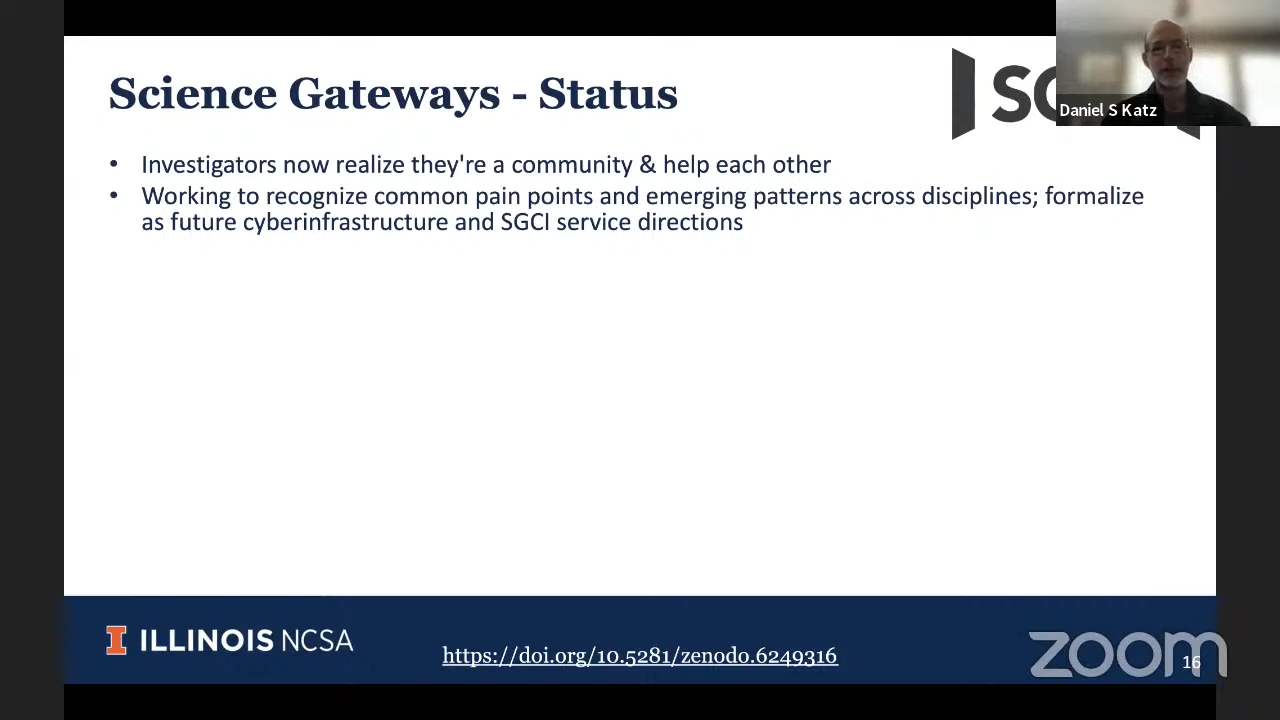 Science Gateways - Status
Daniel S Katz
• Investigators now realize they're a community & help each other
• Working to recognize common pain points and emerging patterns across disciplines; formalize
as future cyberinfrastructure and SGCI service directions
I ILLINOIS NCSA
https://doi.org/10.5281/zenodo.6249316
zoom
16